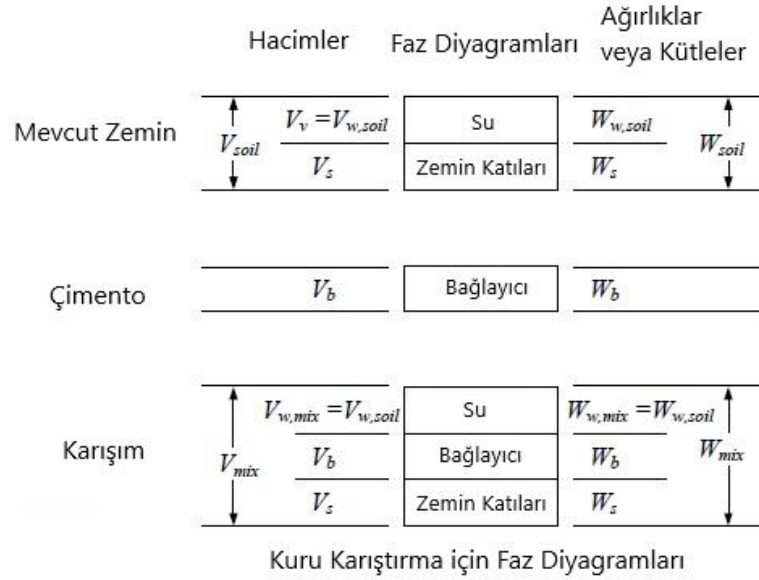 Hacimler Faz Diyagramları Ağırlıklar veya Kütleler
Mevcut Zemin
V_soil
V_v = V_w,soil
Su
W_w,soil
V_s
Zemin Katıları
W_s
W_soil
Çimento
V_b
Bağlayıcı
W_b
Karışım
V_mix
V_w,mix = V_w,soil
Su
W_w,mix = W_w,soil
V_b
Bağlayıcı
W_b
V_s
Zemin Katıları
W_s
W_mix
Kuru Karıştırma için Faz Diyagramları